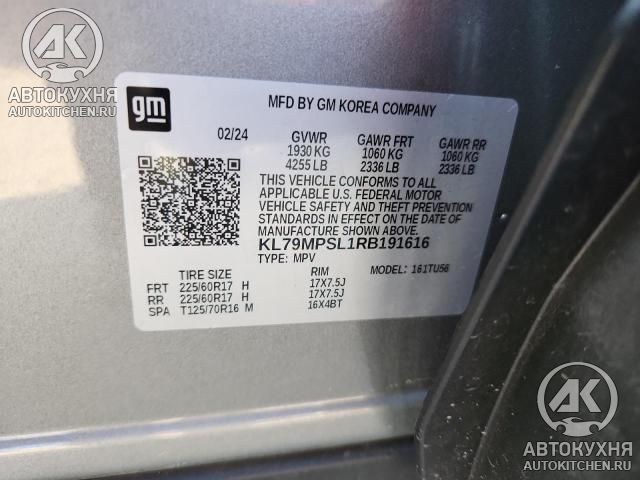 AK
АВТОКУХНЯ
AUTOKITCHEN.RU
gm
MFD BY GM KOREA COMPANY
02/24 GVWR GAWR FRT GAWR RR
1930 KG 1060 KG 1060 KG
4255 LB 2336 LB 2336 LB
THIS VEHICLE CONFORMS TO ALL
APPLICABLE U.S. FEDERAL MOTOR
VEHICLE SAFETY AND THEFT PREVENTION
STANDARDS IN EFFECT ON THE DATE OF
MANUFACTURE SHOWN ABOVE.
KL79MPSL1RB191616
TYPE: MPV MODEL: 161TU56
TIRE SIZE RIM
FRT 225/60R17 H 17X7.5J
RR 225/60R17 H 17X7.5J
SPA T125/70R16 M 16X4BT
AK
АВТОКУХНЯ
AUTOKITCHEN.RU